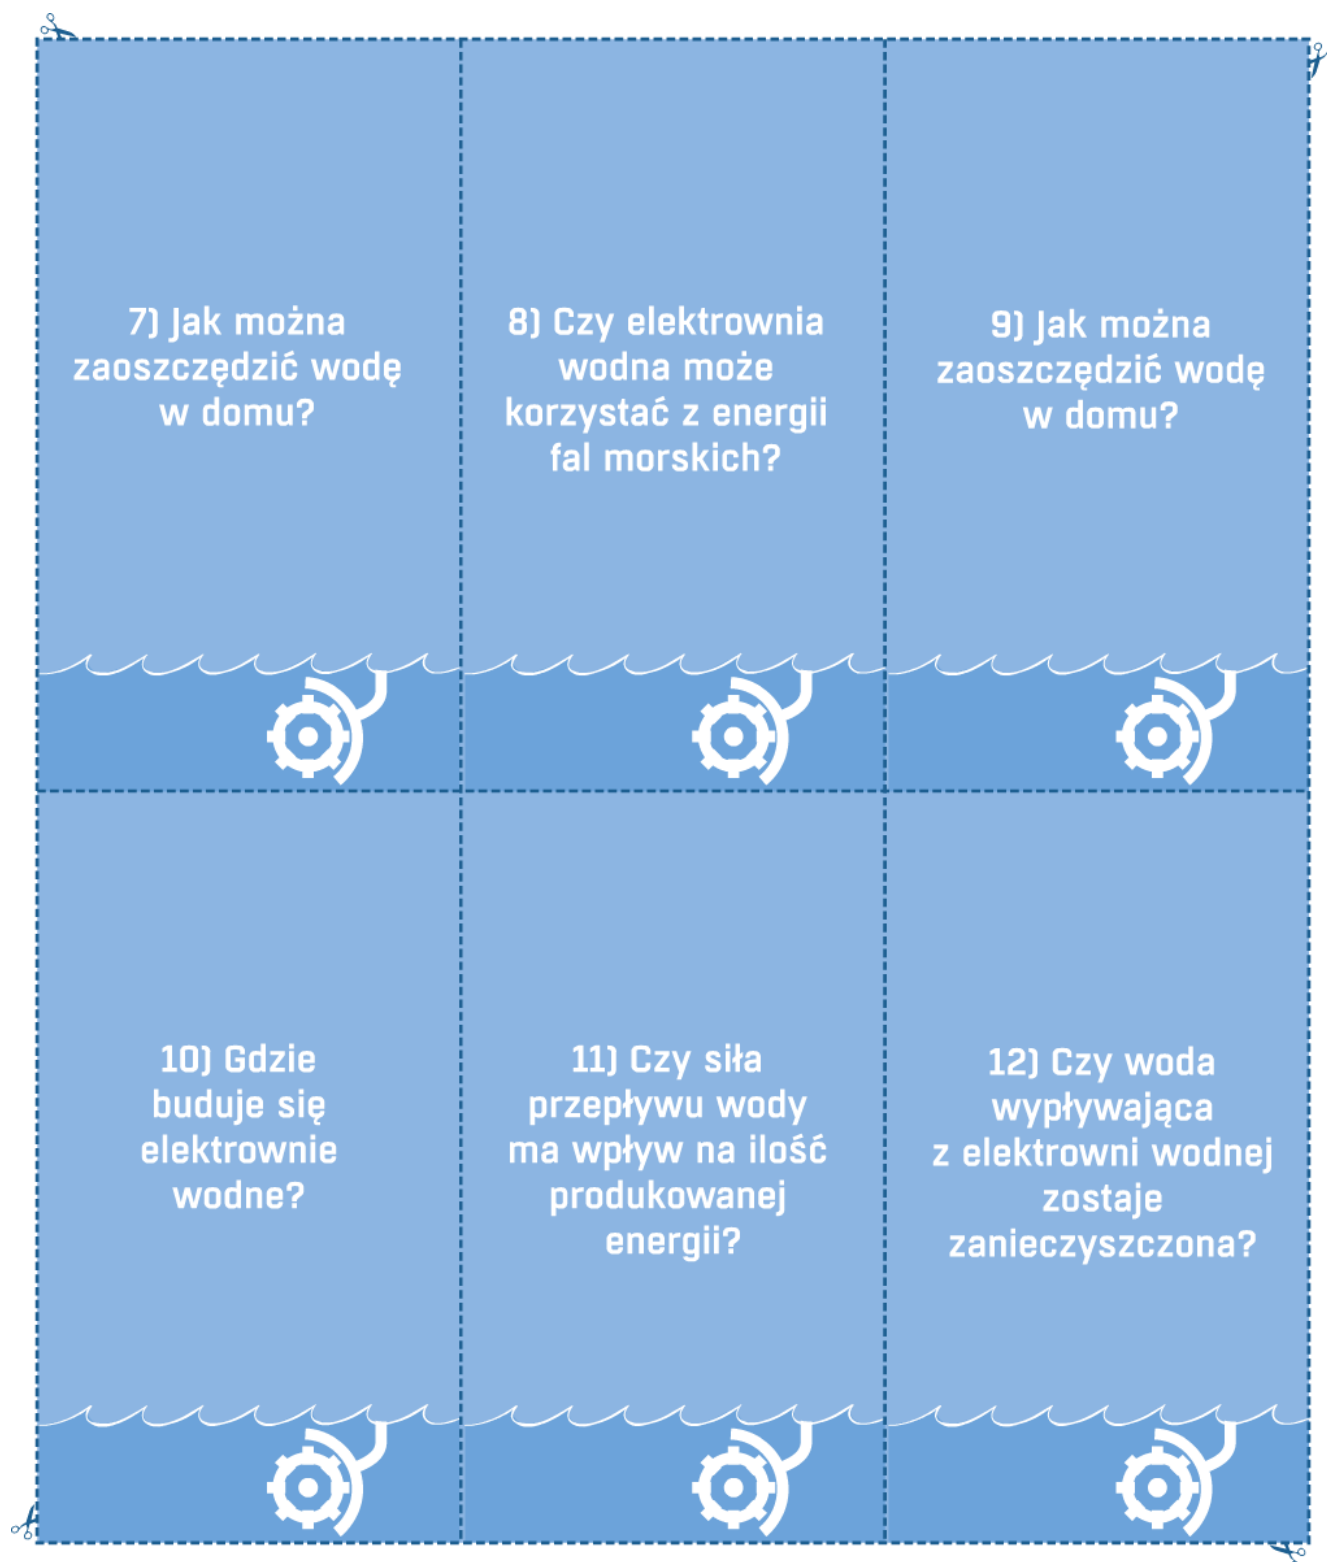 7) Jak można
zaoszczędzić wodę
w domu?
8) Czy elektrownia
wodna może
korzystać z energii
fal morskich?
9) Jak można
zaoszczędzić wodę
w domu?
10) Gdzie
buduje się
elektrownie
wodne?
11) Czy siła
przepływu wody
ma wpływ na ilość
produkowanej
energii?
12) Czy woda
wypływająca
z elektrowni wodnej
zostaje
zanieczyszczona?